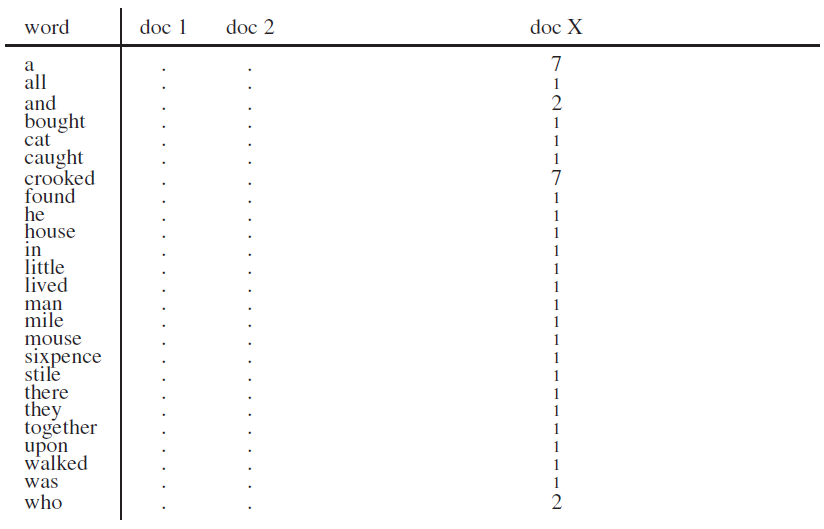 word doc 1 doc 2 doc X
a . . 7
all . . 1
and . . 2
bought . . 1
cat . . 1
caught . . 1
crooked . . 7
found . . 1
he . . 1
house . . 1
in . . 1
little . . 1
lived . . 1
man . . 1
mile . . 1
mouse . . 1
sixpence . . 1
stile . . 1
there . . 1
they . . 1
together . . 1
upon . . 1
walked . . 1
was . . 1
who . . 2